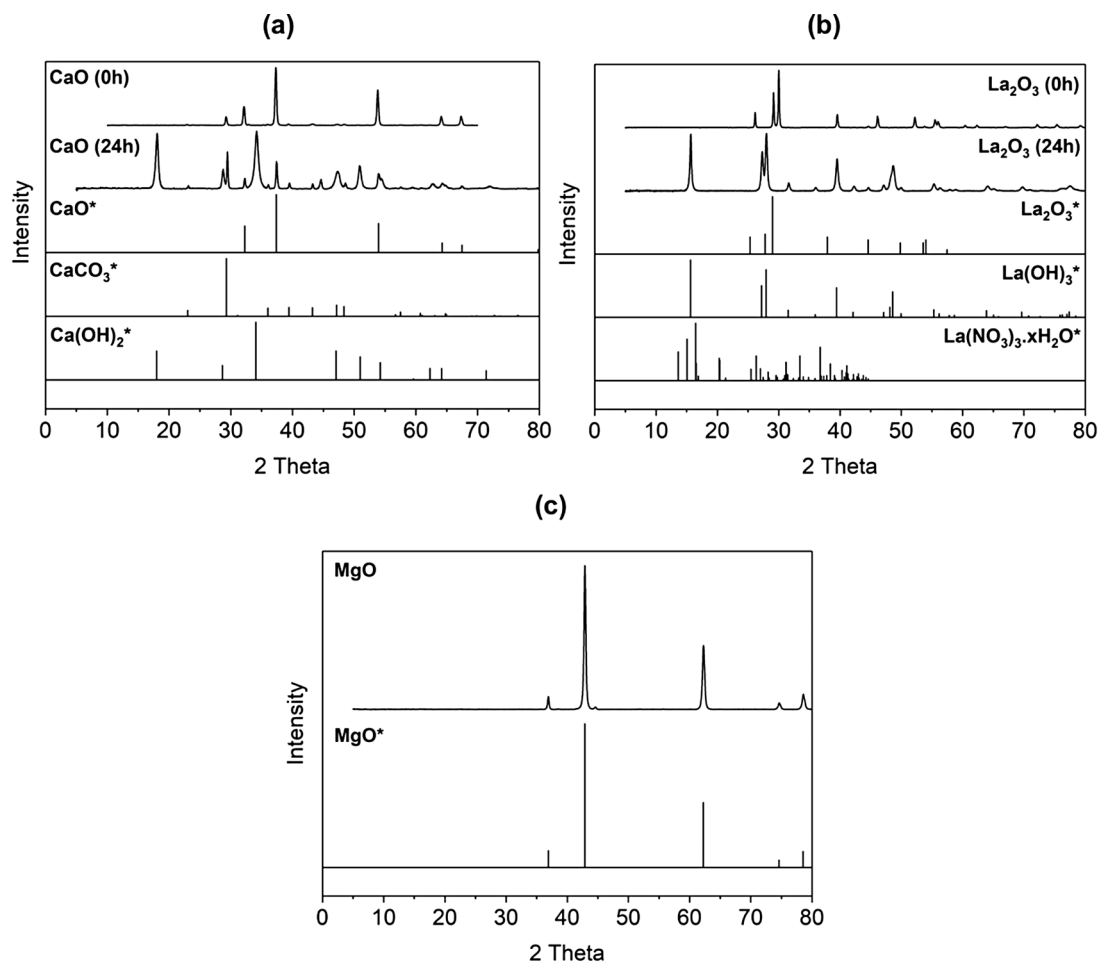 (a)
CaO (0h)
CaO (24h)
CaO*
CaCO3*
Ca(OH)2*
Intensity
0 10 20 30 40 50 60 70 80
2 Theta
(b)
La2O3 (0h)
La2O3 (24h)
La2O3*
La(OH)3*
La(NO3)3.xH2O*
Intensity
0 10 20 30 40 50 60 70 80
2 Theta
(c)
MgO
MgO*
Intensity
0 10 20 30 40 50 60 70 80
2 Theta